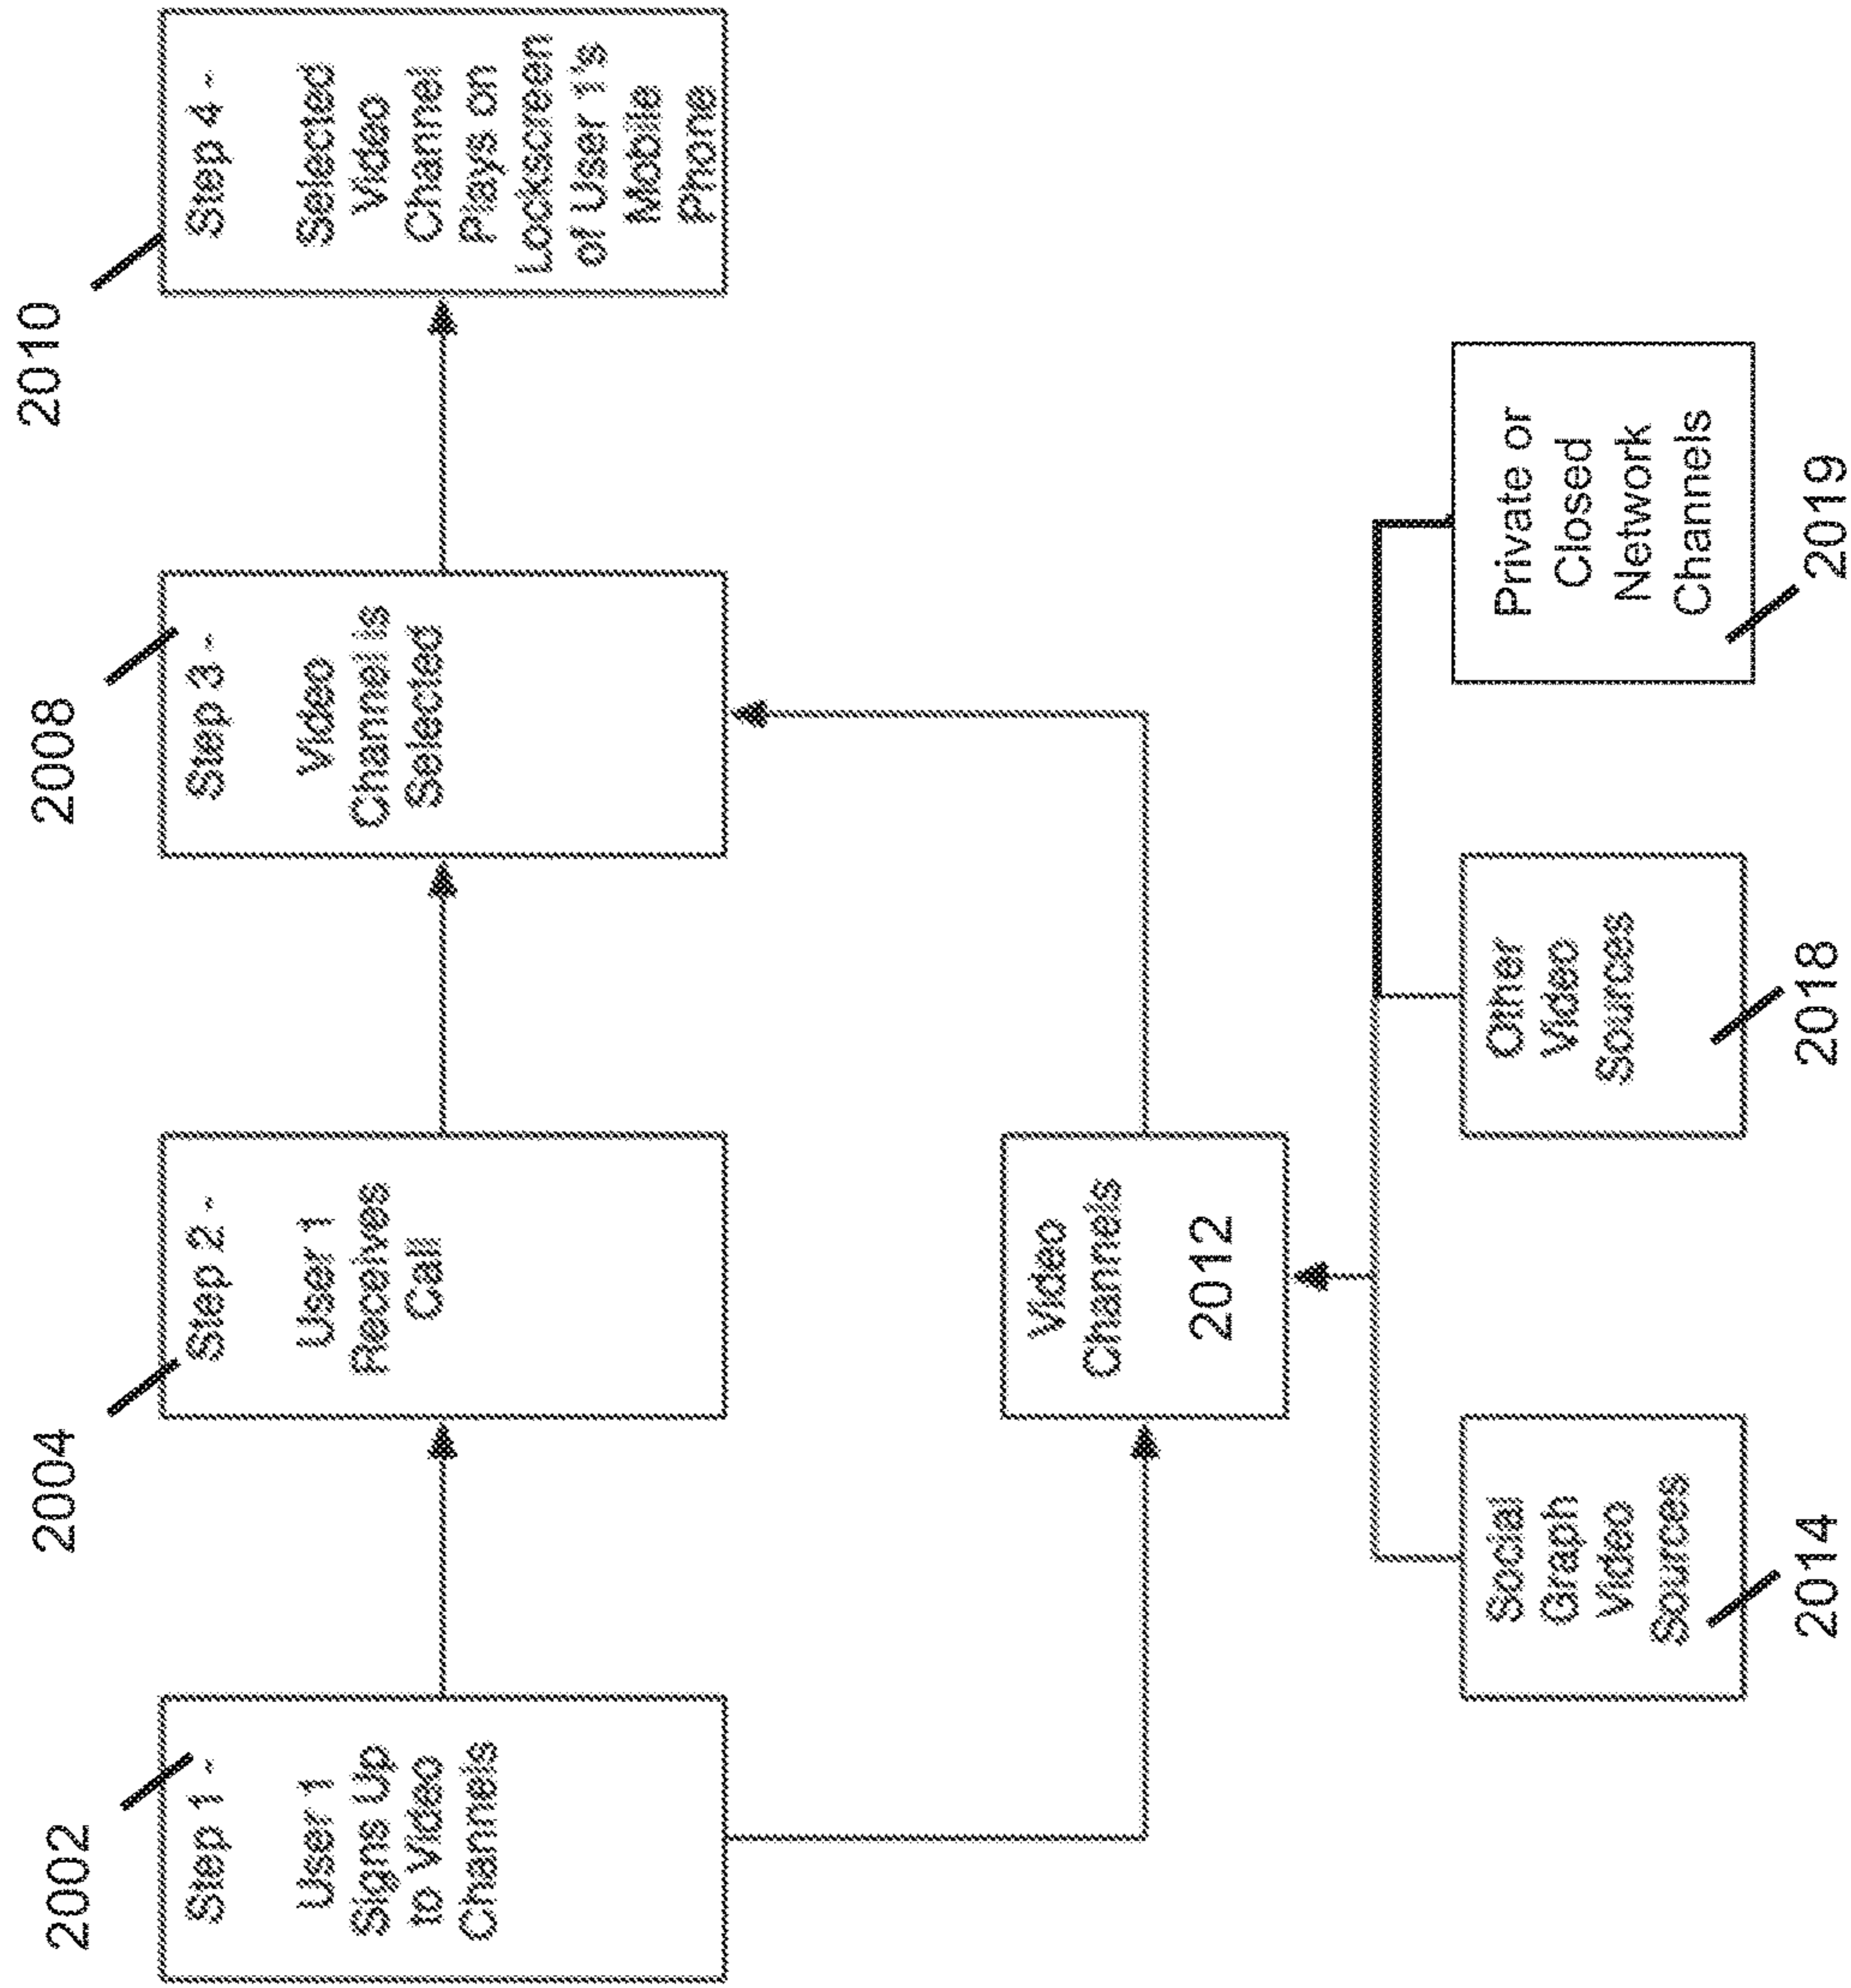 2002
Step 1 -
User 1
Signs Up
to Video
Channels
2004
Step 2 -
User 1
Receives
Call
2008
Step 3 -
Video
Channel is
Selected
2010
Step 4 -
Selected
Video
Channel
Plays on
Lockscreen
of User 1's
Mobile
Phone
Video
Channels
2012
Social
Graph
Video
Sources
2014
Other
Video
Sources
2018
Private or
Closed
Network
Channels
2019